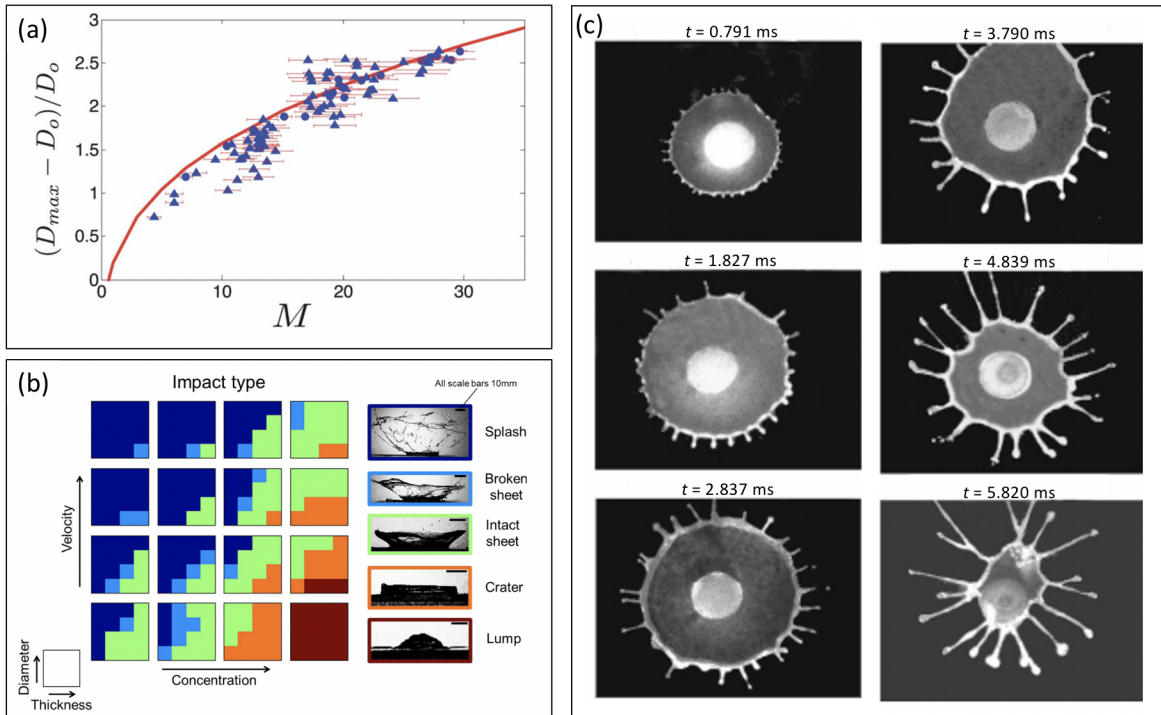 (a)
3
2.5
2
1.5
1
0.5
0
(D_max − D_o)/D_o
0 10 20 30
M
(b)
Impact type
All scale bars 10mm
Splash
Broken
sheet
Intact
sheet
Crater
Lump
Velocity
Concentration
Diameter
Thickness
(c)
t = 0.791 ms
t = 3.790 ms
t = 1.827 ms
t = 4.839 ms
t = 2.837 ms
t = 5.820 ms